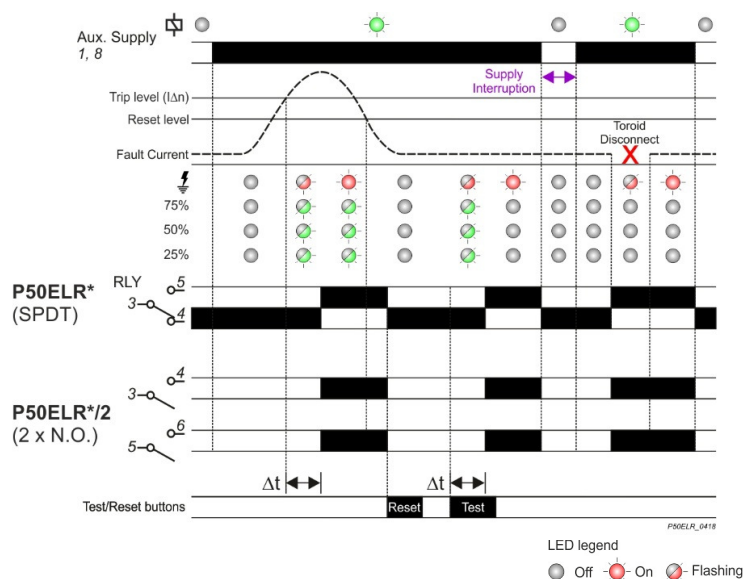 Aux. Supply
1, 8
Supply
Interruption
Trip level (IΔn)
Reset level
Toroid
Disconnect
X
Fault Current
75%
50%
25%
P50ELR*
(SPDT)
RLY
5
3
4
P50ELR*/2
(2 x N.O.)
4
3
6
5
Δt
Δt
Test/Reset buttons
Reset
Test
P50ELR_0418
LED legend
Off
On
Flashing